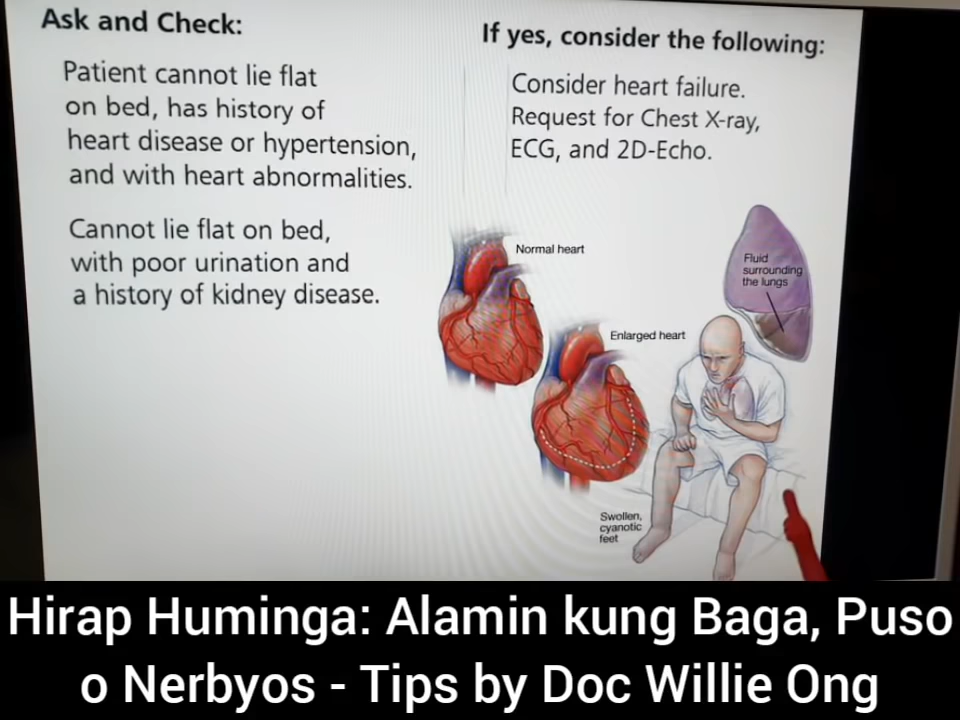 Ask and Check:
Patient cannot lie flat
on bed, has history of
heart disease or hypertension,
and with heart abnormalities.
Cannot lie flat on bed,
with poor urination and
a history of kidney disease.
If yes, consider the following:
Consider heart failure.
Request for Chest X-ray,
ECG, and 2D-Echo.
Normal heart
Enlarged heart
Fluid
surrounding
the lungs
Swollen,
cyanotic
feet
Hirap Huminga: Alamin kung Baga, Puso
o Nerbyos - Tips by Doc Willie Ong